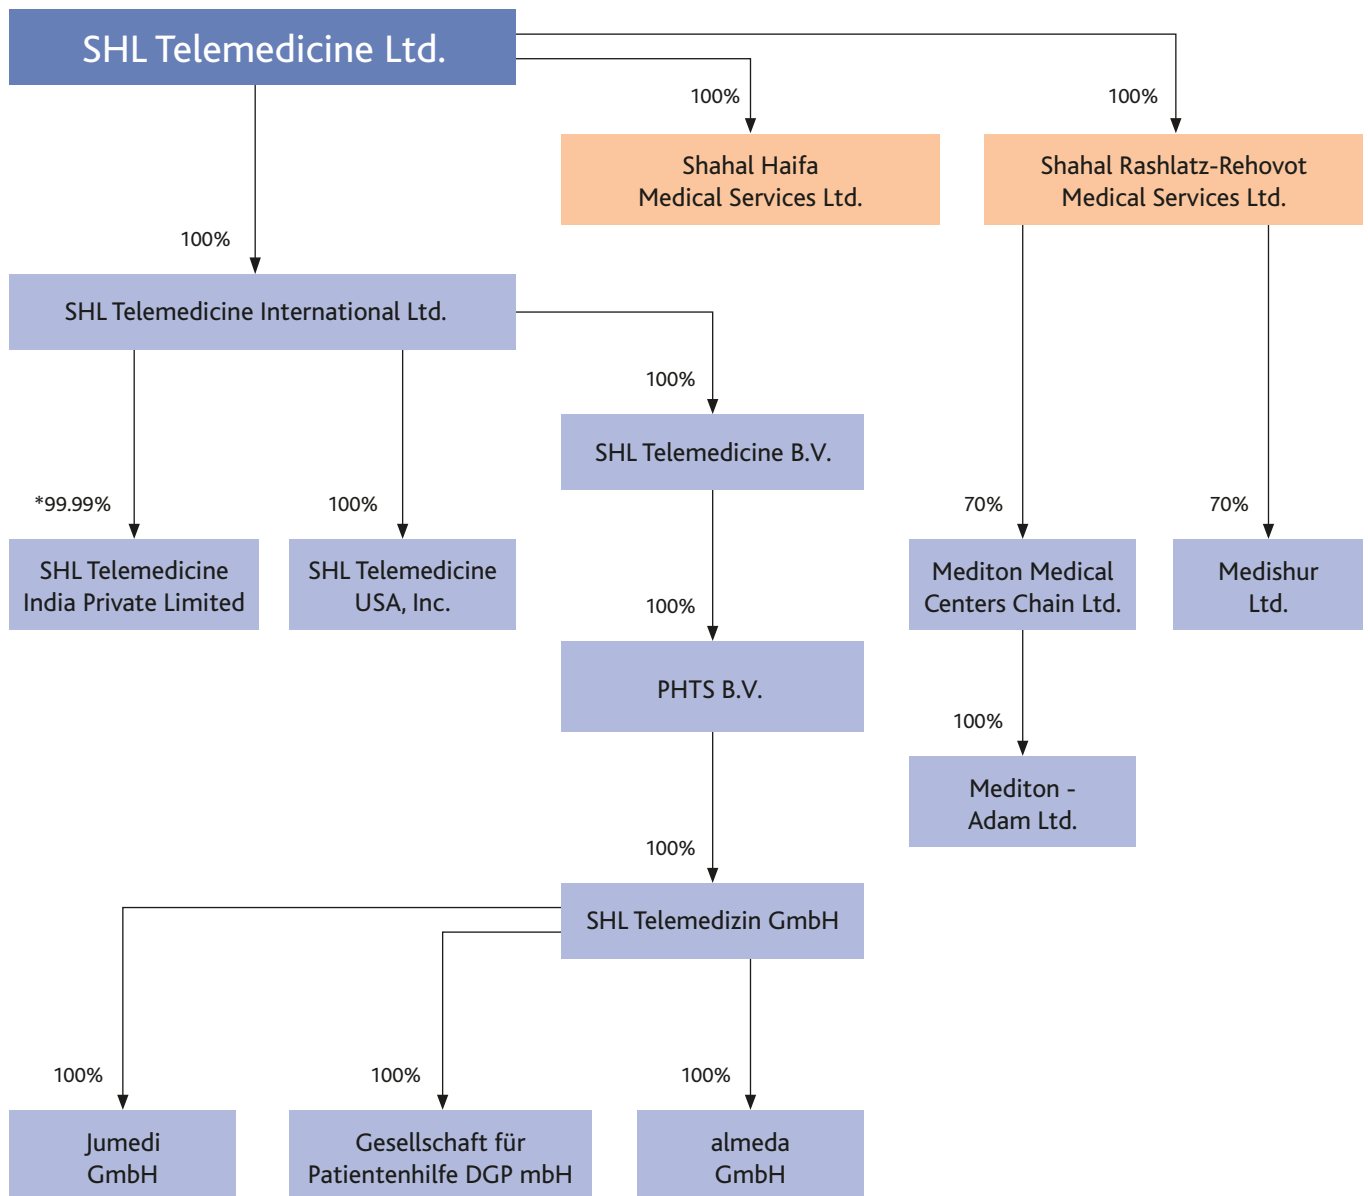 SHL Telemedicine Ltd.
100%
100%
Shahal Haifa
Medical Services Ltd.
Shahal Rashlatz-Rehovot
Medical Services Ltd.
100%
SHL Telemedicine International Ltd.
100%
SHL Telemedicine B.V.
*99.99%
100%
70%
70%
SHL Telemedicine
India Private Limited
SHL Telemedicine
USA, Inc.
Mediton Medical
Centers Chain Ltd.
Medishur
Ltd.
100%
PHTS B.V.
100%
Mediton -
Adam Ltd.
100%
SHL Telemedizin GmbH
100%
100%
100%
Jumedi
GmbH
Gesellschaft für
Patientenhilfe DGP mbH
almeda
GmbH